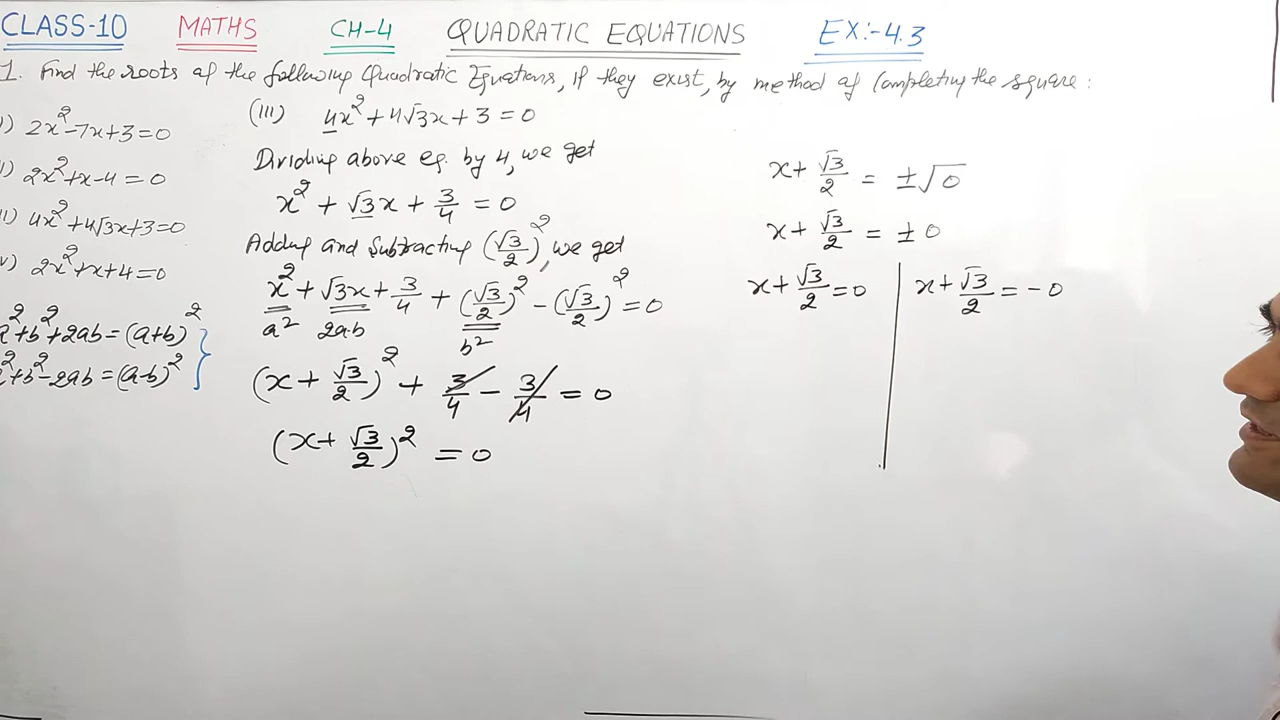 CLASS-10 MATHS CH-4 QUADRATIC EQUATIONS EX:-4.3
1. Find the roots of the following Quadratic Equations, if they exist, by method of Completing the square:
) 2x²-7x+3=0
) 2x²+x-4=0
) 4x²+4√3x+3=0
) 2x²+x+4=0
²+b²+2ab=(a+b)²
²+b²-2ab=(a-b)²
(III) 4x²+4√3x+3=0
Dividing above eq. by 4, we get
x²+√3x+3/4=0
Adding and Subtracting (√3/2)², we get
x²+√3x+3/4+(√3/2)²-(√3/2)²=0
a² 2ab b²
(x+√3/2)²+3/4-3/4=0
(x+√3/2)²=0
x+√3/2=±√0
x+√3/2=±0
x+√3/2=0 x+√3/2=-0